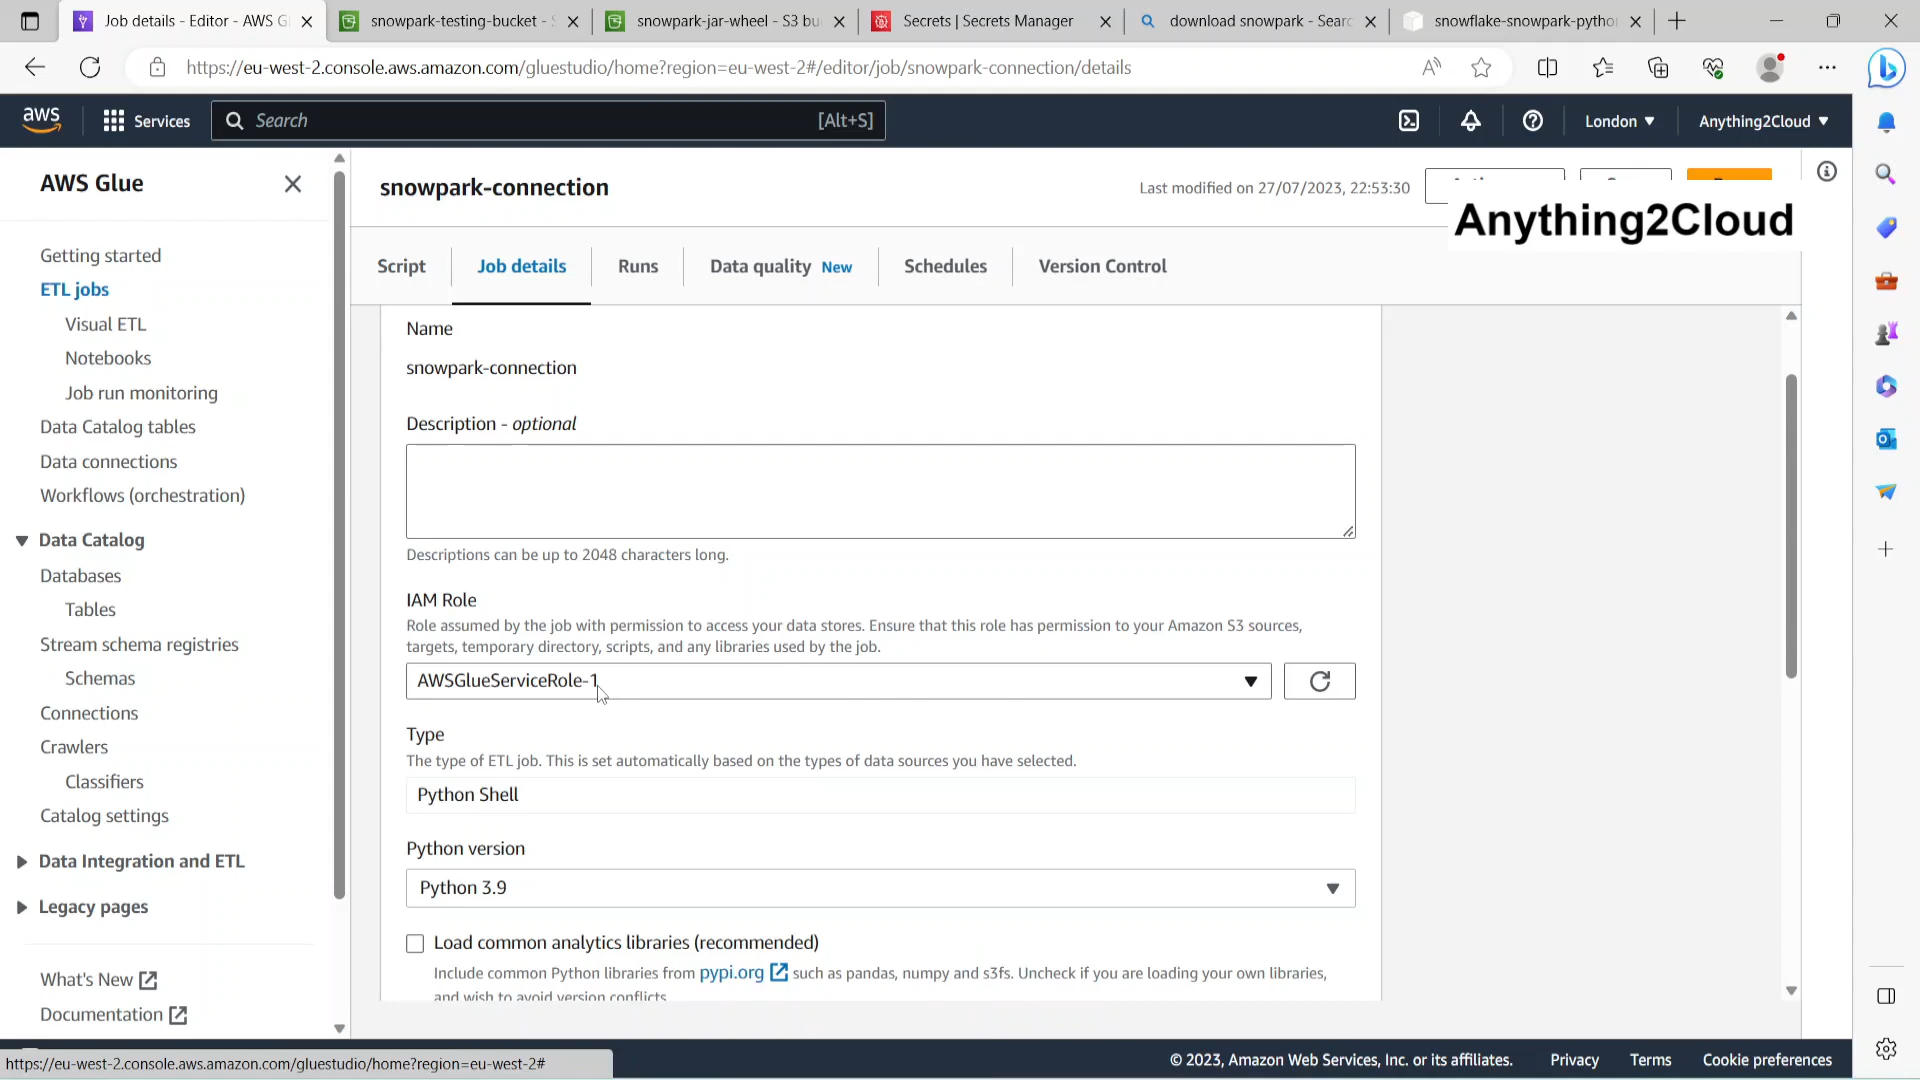 Job details - Editor - AWS G
snowpark-testing-bucket - S
snowpark-jar-wheel - S3 bu
Secrets | Secrets Manager
download snowpark - Searc
snowflake-snowpark-pytho
https://eu-west-2.console.aws.amazon.com/gluestudio/home?region=eu-west-2#/editor/job/snowpark-connection/details
aws
Services
Search
[Alt+S]
London
Anything2Cloud
AWS Glue
Getting started
ETL jobs
Visual ETL
Notebooks
Job run monitoring
Data Catalog tables
Data connections
Workflows (orchestration)
Data Catalog
Databases
Tables
Stream schema registries
Schemas
Connections
Crawlers
Classifiers
Catalog settings
Data Integration and ETL
Legacy pages
What's New
Documentation
snowpark-connection
Last modified on 27/07/2023, 22:53:30
Anything2Cloud
Script
Job details
Runs
Data quality New
Schedules
Version Control
Name
snowpark-connection
Description - optional
Descriptions can be up to 2048 characters long.
IAM Role
Role assumed by the job with permission to access your data stores. Ensure that this role has permission to your Amazon S3 sources,
targets, temporary directory, scripts, and any libraries used by the job.
AWSGlueServiceRole-1
Type
The type of ETL job. This is set automatically based on the types of data sources you have selected.
Python Shell
Python version
Python 3.9
Load common analytics libraries (recommended)
Include common Python libraries from pypi.org such as pandas, numpy and s3fs. Uncheck if you are loading your own libraries,
and wish to avoid version conflicts
https://eu-west-2.console.aws.amazon.com/gluestudio/home?region=eu-west-2#
© 2023, Amazon Web Services, Inc. or its affiliates.
Privacy
Terms
Cookie preferences